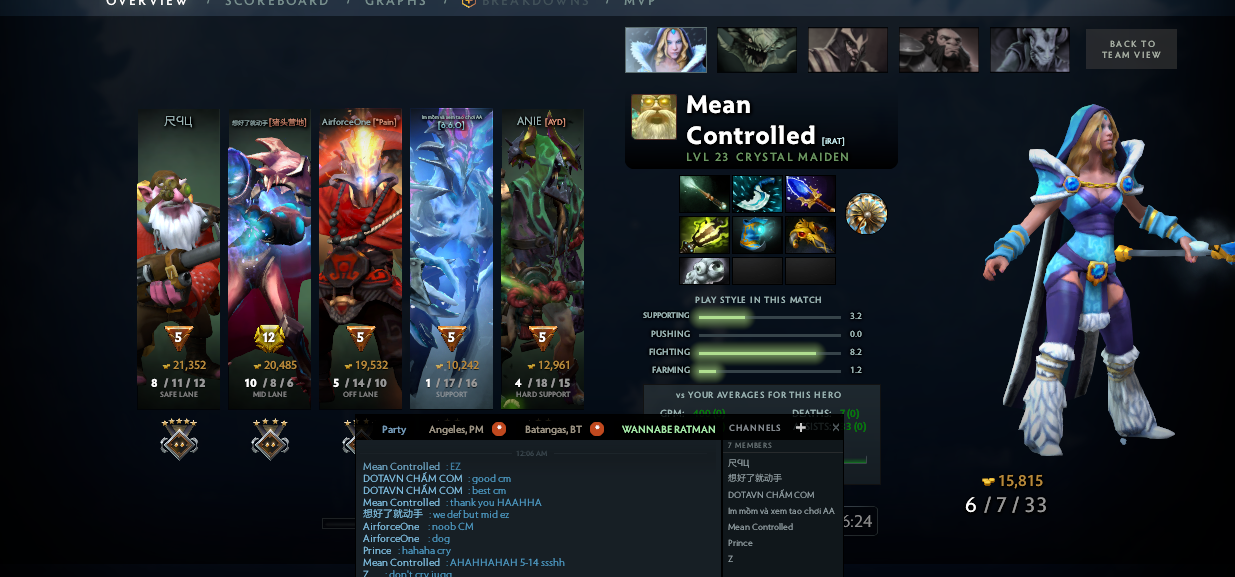 OVERVIEW / SCOREBOARD / GRAPHS / BREAKDOWNS / MVP
BACK TO
TEAM VIEW
Mean
Controlled [iRAT]
LVL 23 CRYSTAL MAIDEN
尺URЦ
想好了就动手 [猪头营地]
AirforceOne ["Pain]
Im mồm và xem tao chơi AA
[6.6.6]
ANIE [AYD]
5
12
5
5
5
21,352
20,485
19,532
10,242
12,961
8 / 11 / 12
10 / 8 / 6
5 / 14 / 10
1 / 17 / 16
4 / 18 / 15
SAFE LANE
MID LANE
OFF LANE
SUPPORT
HARD SUPPORT
PLAY STYLE IN THIS MATCH
SUPPORTING 3.2
PUSHING 0.0
FIGHTING 8.2
FARMING 1.2
vs YOUR AVERAGES FOR THIS HERO
GPM:
DEATHS: 7 (0)
15,815
6 / 7 / 33
6:24
Party
Angeles, PM
Batangas, BT
WANNABE RATMAN
CHANNELS
7 MEMBERS
12:06 AM
Mean Controlled : EZ
DOTAVN CHẤM COM : good cm
DOTAVN CHẤM COM : best cm
Mean Controlled : thank you HAAHHA
想好了就动手 : we def but mid ez
AirforceOne : noob CM
AirforceOne : dog
Prince : hahaha cry
Mean Controlled : AHAHHAHAH 5-14 ssshh
Z : don't cry jugg
想好了就动手
DOTAVN CHẤM COM
Im mồm và xem tao chơi AA
Mean Controlled
Prince
Z